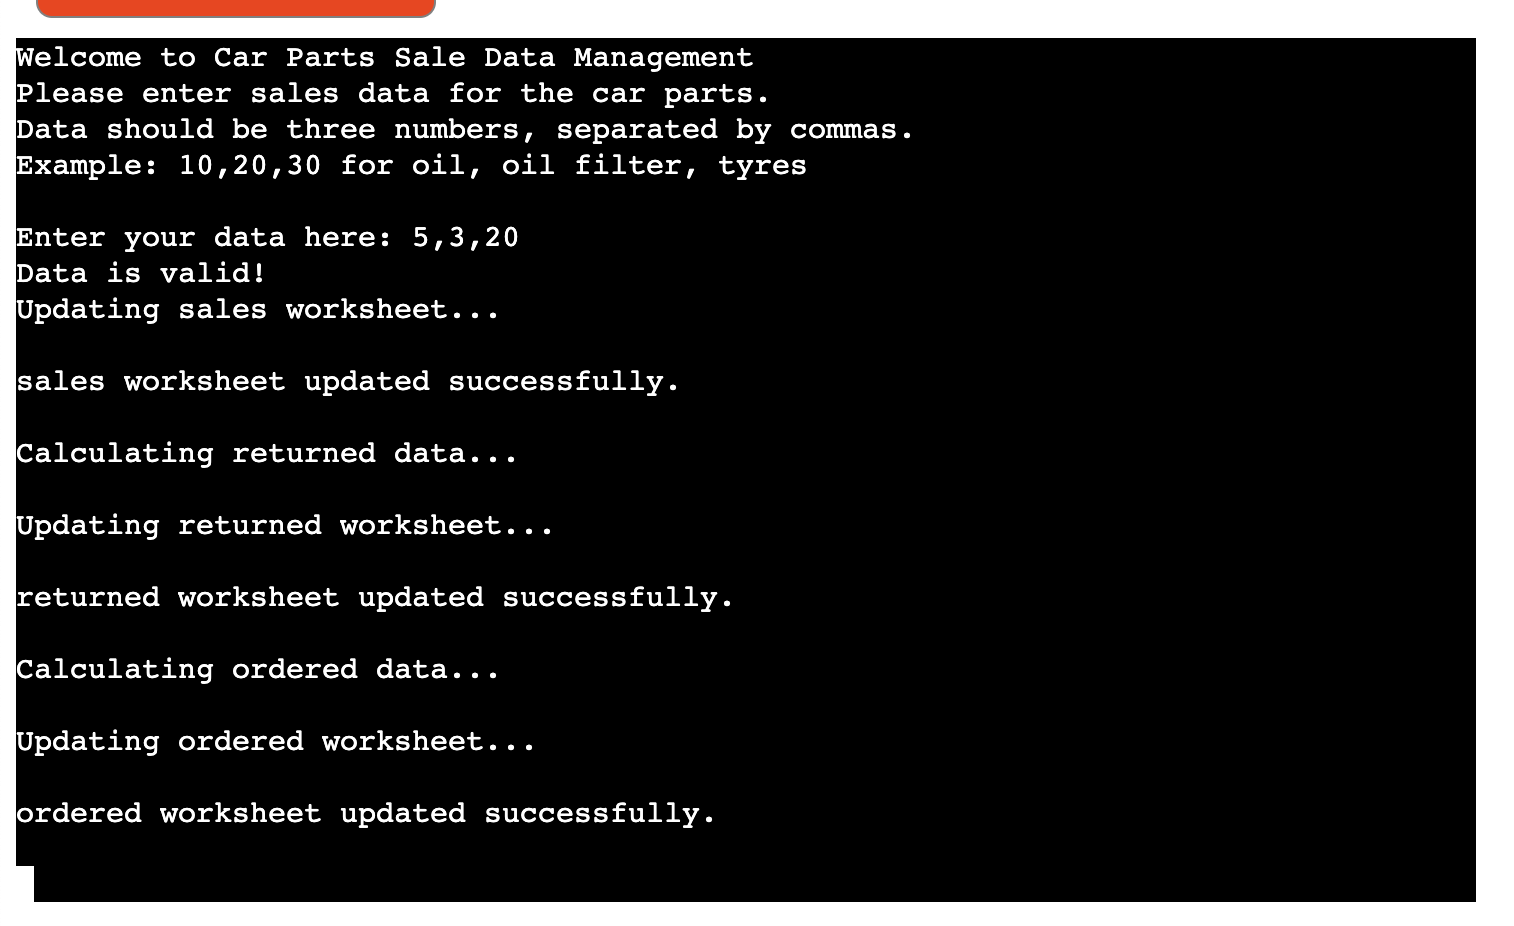 Welcome to Car Parts Sale Data Management
Please enter sales data for the car parts.
Data should be three numbers, separated by commas.
Example: 10,20,30 for oil, oil filter, tyres
Enter your data here: 5,3,20
Data is valid!
Updating sales worksheet...
sales worksheet updated successfully.
Calculating returned data...
Updating returned worksheet...
returned worksheet updated successfully.
Calculating ordered data...
Updating ordered worksheet...
ordered worksheet updated successfully.